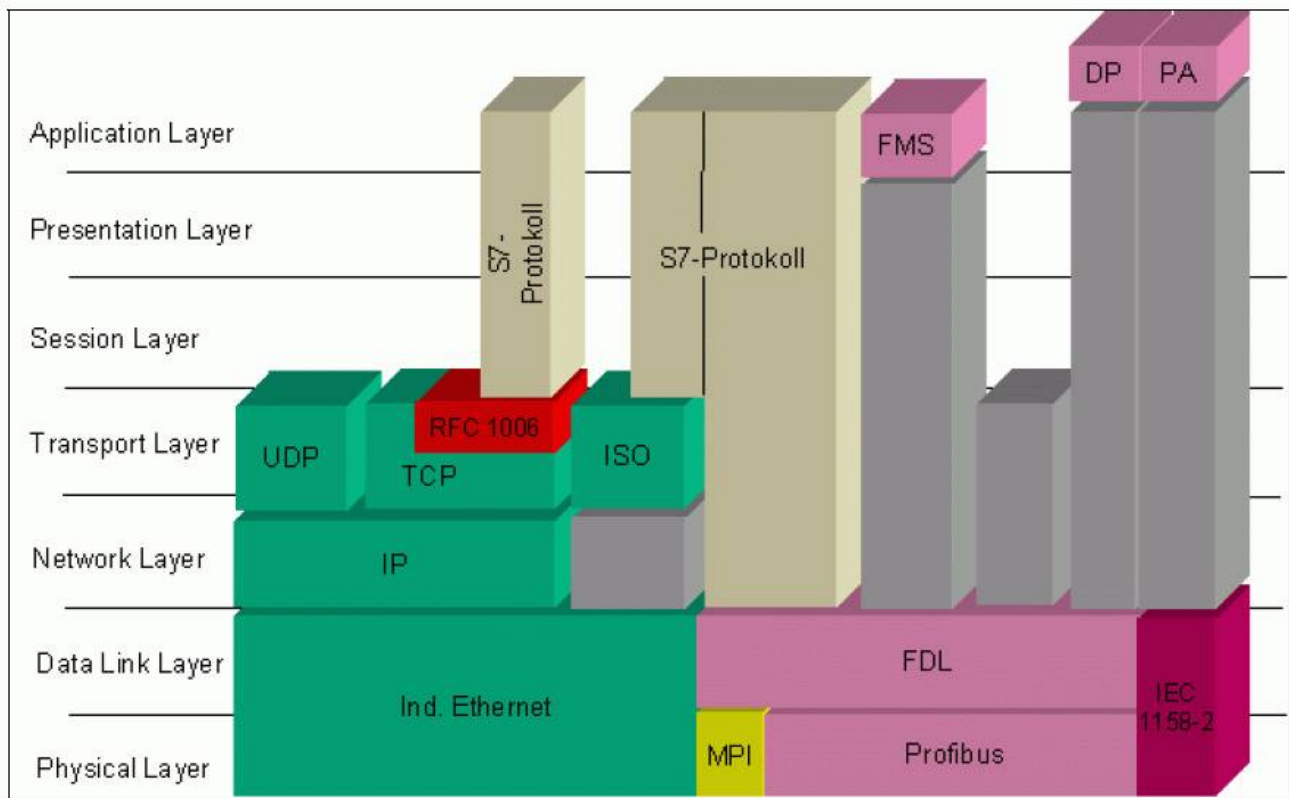 DP
PA
Application Layer
FMS
Presentation Layer
S7-
Protokoll
S7-Protokoll
Session Layer
Transport Layer
UDP
TCP
RFC 1006
ISO
Network Layer
IP
Data Link Layer
Ind. Ethernet
FDL
IEC
1158-2
Physical Layer
MPI
Profibus